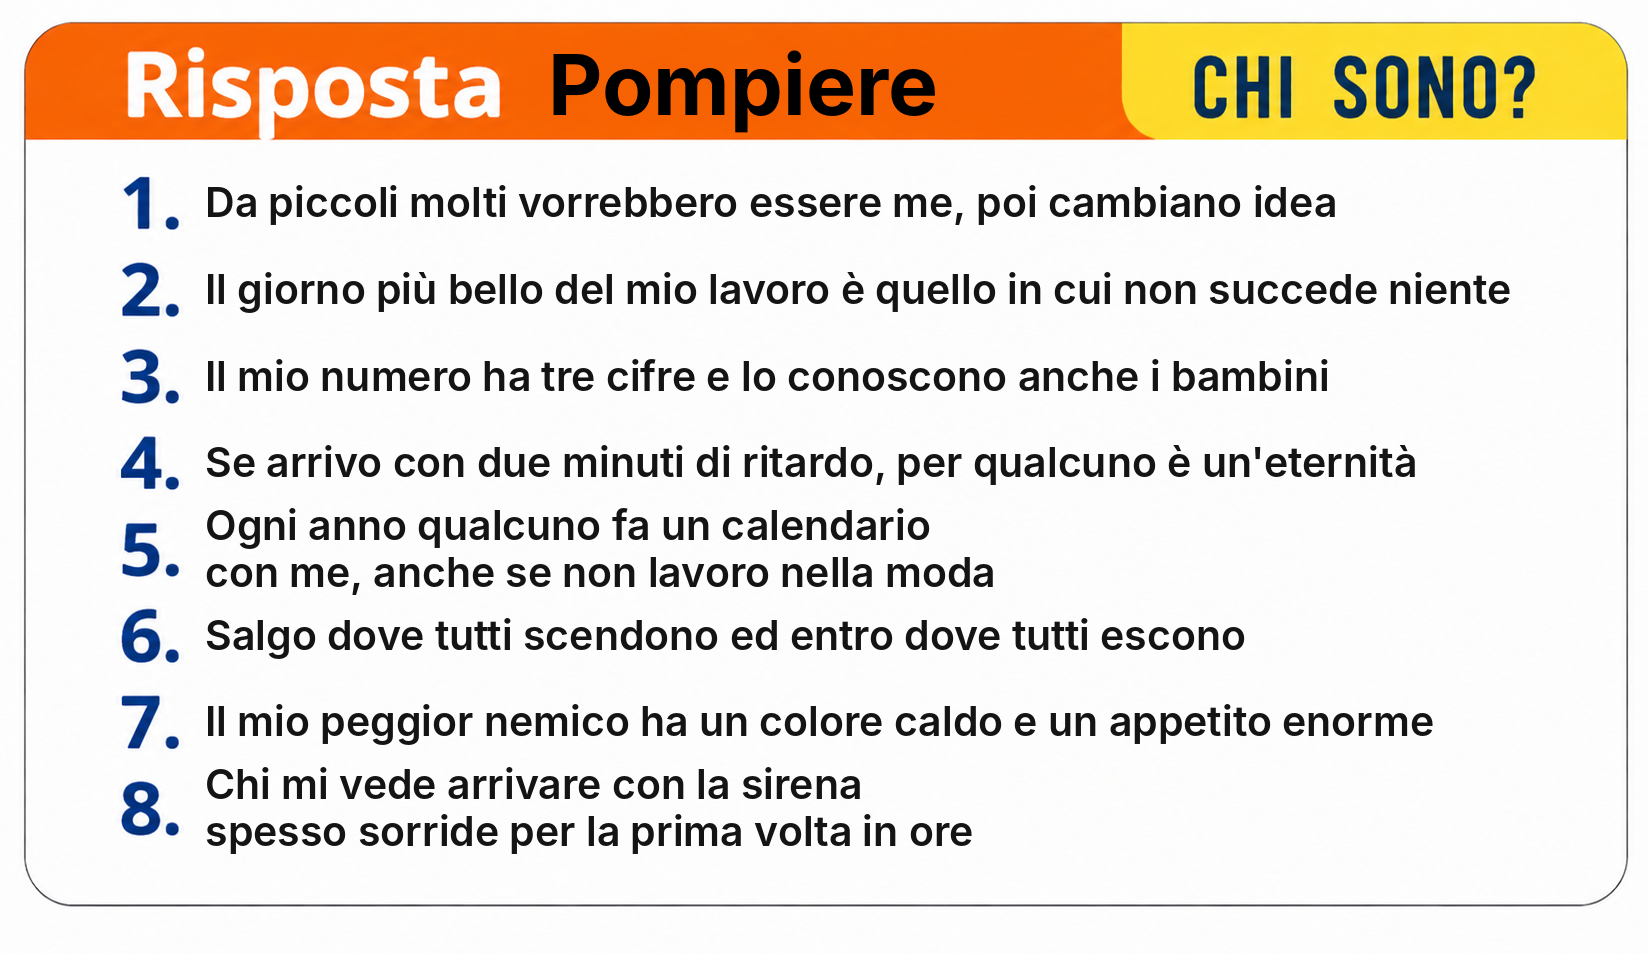 Risposta Pompiere
CHI SONO?
1. Da piccoli molti vorrebbero essere me, poi cambiano idea
2. Il giorno più bello del mio lavoro è quello in cui non succede niente
3. Il mio numero ha tre cifre e lo conoscono anche i bambini
4. Se arrivo con due minuti di ritardo, per qualcuno è un'eternità
5. Ogni anno qualcuno fa un calendario
con me, anche se non lavoro nella moda
6. Salgo dove tutti scendono ed entro dove tutti escono
7. Il mio peggior nemico ha un colore caldo e un appetito enorme
8. Chi mi vede arrivare con la sirena
spesso sorride per la prima volta in ore